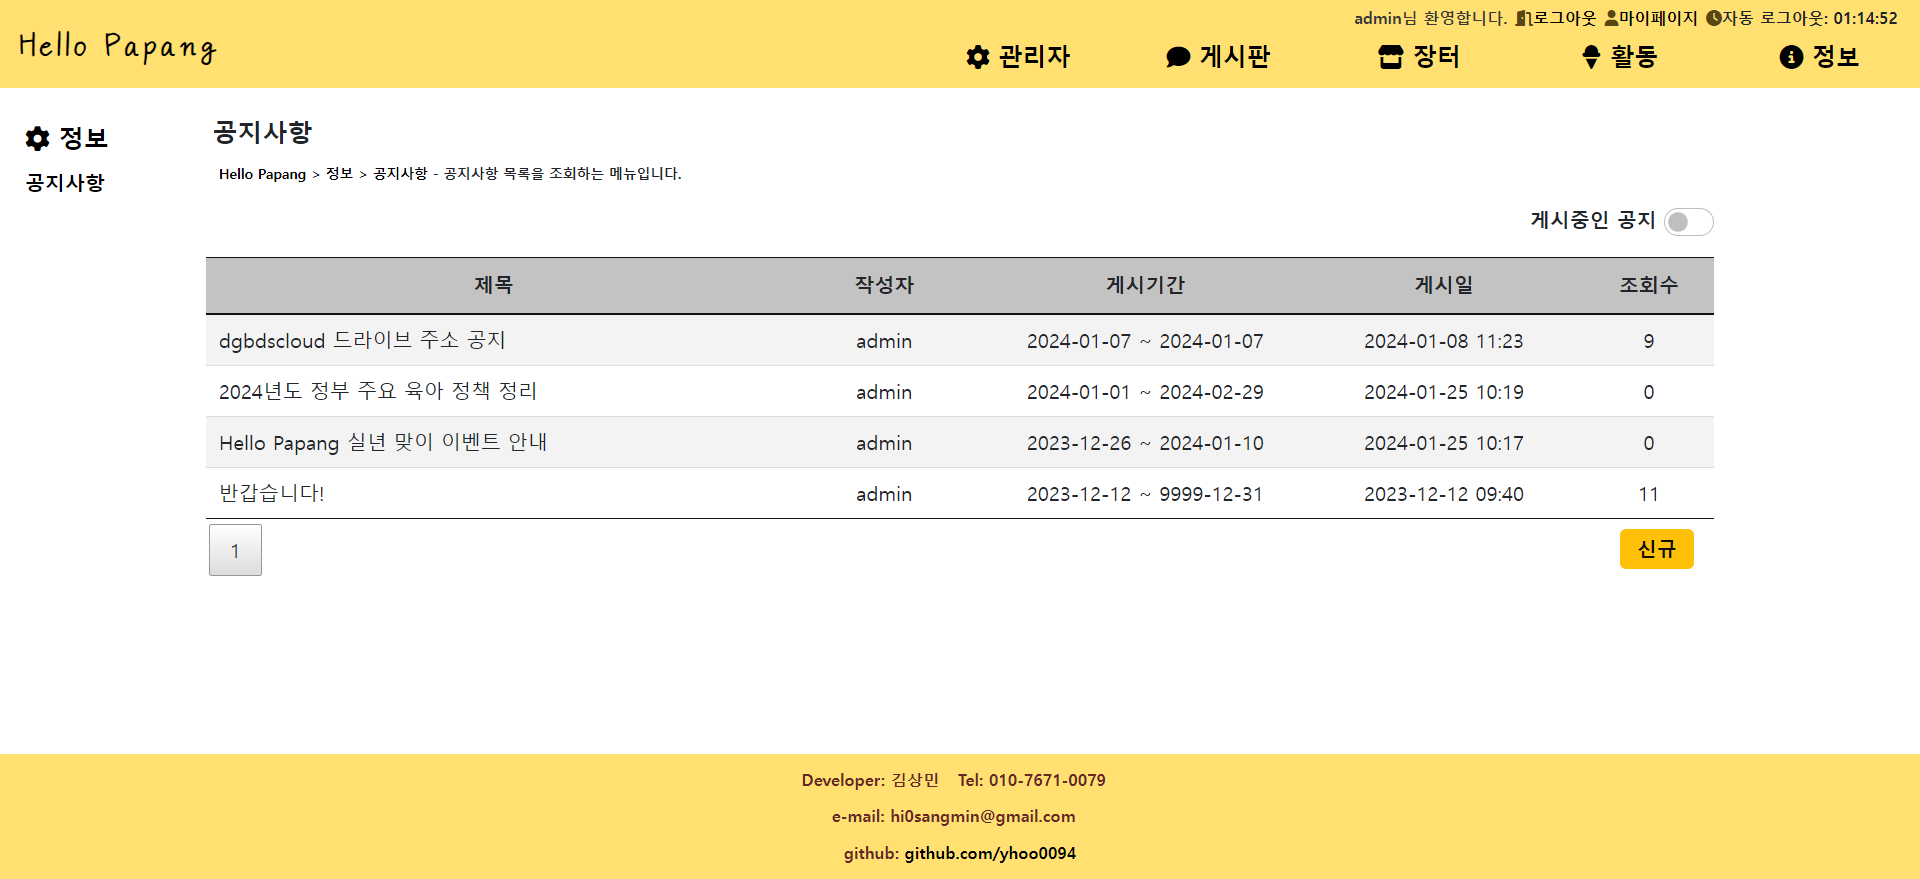 admin님 환영합니다. 로그아웃 마이페이지 자동 로그아웃: 01:14:52
Hello Papang
관리자 게시판 장터 활동 정보
정보
공지사항
공지사항
Hello Papang > 정보 > 공지사항 - 공지사항 목록을 조회하는 메뉴입니다.
게시중인 공지
제목 작성자 게시기간 게시일 조회수
dgbdscloud 드라이브 주소 공지 admin 2024-01-07 ~ 2024-01-07 2024-01-08 11:23 9
2024년도 정부 주요 육아 정책 정리 admin 2024-01-01 ~ 2024-02-29 2024-01-25 10:19 0
Hello Papang 실년 맞이 이벤트 안내 admin 2023-12-26 ~ 2024-01-10 2024-01-25 10:17 0
반갑습니다! admin 2023-12-12 ~ 9999-12-31 2023-12-12 09:40 11
1 신규
Developer: 김상민 Tel: 010-7671-0079
e-mail: hi0sangmin@gmail.com
github: github.com/yhoo0094